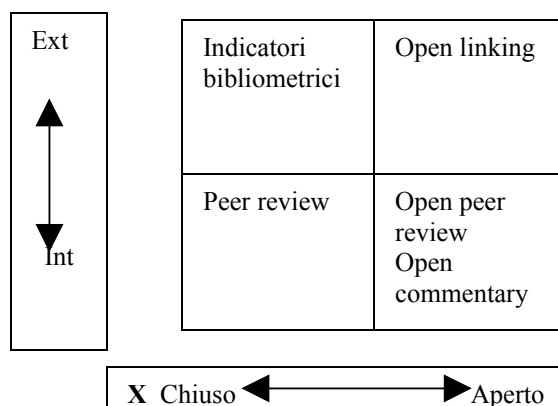 Ext
Indicatori
bibliometrici
Open linking
Int
Peer review
Open peer
review
Open
commentary
X Chiuso Aperto